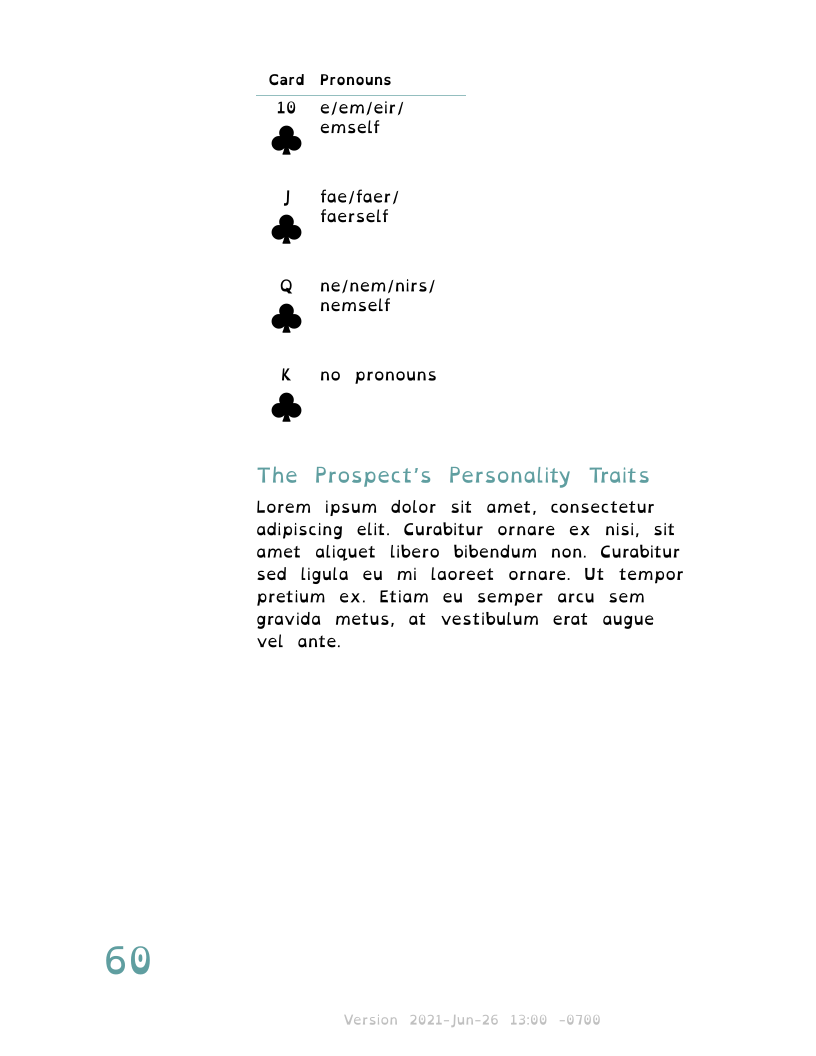 Card Pronouns
10 e/em/eir/
emself
J fae/faer/
faerself
Q ne/nem/nirs/
nemself
K no pronouns
The Prospect's Personality Traits
Lorem ipsum dolor sit amet, consectetur
adipiscing elit. Curabitur ornare ex nisi, sit
amet aliquet libero bibendum non. Curabitur
sed ligula eu mi laoreet ornare. Ut tempor
pretium ex. Etiam eu semper arcu sem
gravida metus, at vestibulum erat augue
vel ante.
60
Version 2021-Jun-26 13:00 -0700